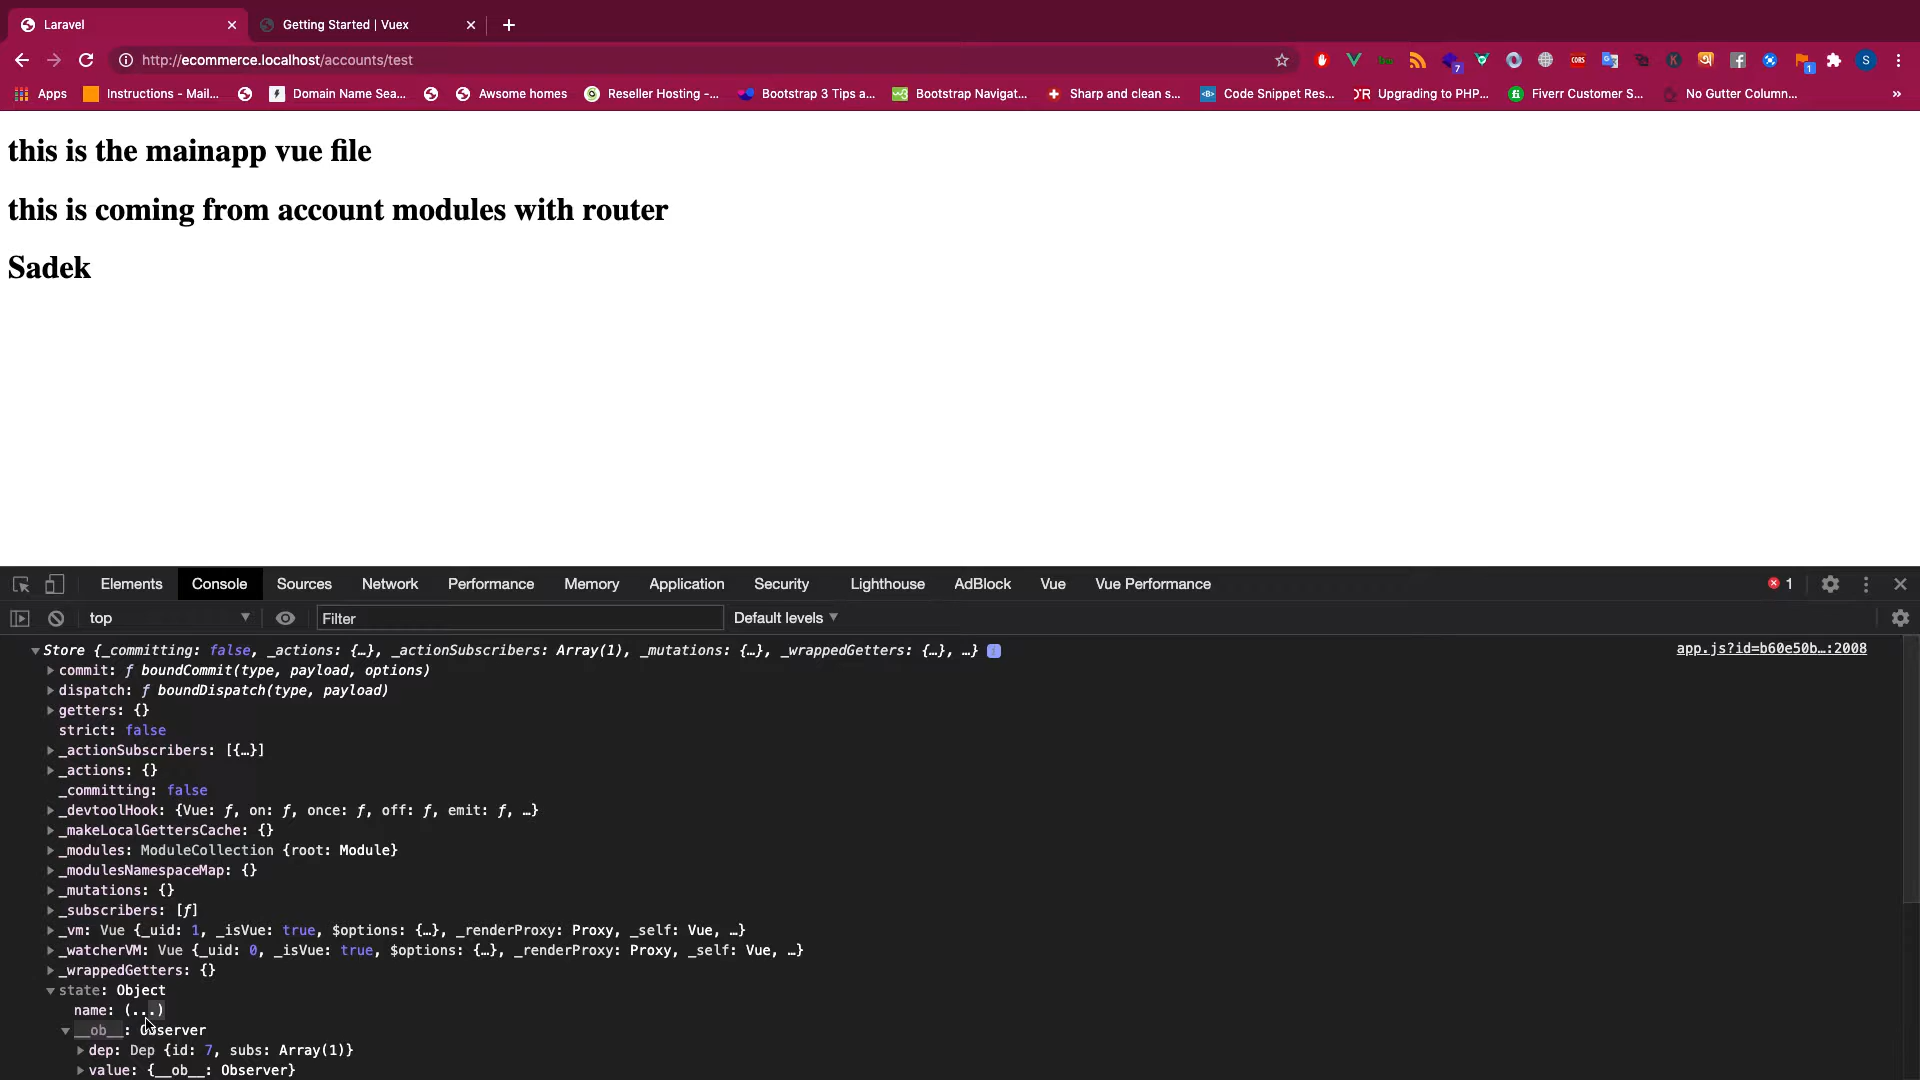 Laravel
Getting Started | Vuex
http://ecommerce.localhost/accounts/test
7
CORS
K
1
S
Apps
Instructions - Mail...
Domain Name Sea...
Awsome homes
Reseller Hosting -...
Bootstrap 3 Tips a...
Bootstrap Navigat...
Sharp and clean s...
Code Snippet Res...
Upgrading to PHP...
Fiverr Customer S...
No Gutter Column...
»
this is the mainapp vue file
this is coming from account modules with router
Sadek
Elements
Console
Sources
Network
Performance
Memory
Application
Security
Lighthouse
AdBlock
Vue
Vue Performance
1
top
Filter
Default levels
Store {_committing: false, _actions: {…}, _actionSubscribers: Array(1), _mutations: {…}, _wrappedGetters: {…}, …}
app.js?id=b60e50b…:2008
commit: ƒ boundCommit(type, payload, options)
dispatch: ƒ boundDispatch(type, payload)
getters: {}
strict: false
_actionSubscribers: [{…}]
_actions: {}
_committing: false
_devtoolHook: {Vue: ƒ, on: ƒ, once: ƒ, off: ƒ, emit: ƒ, …}
_makeLocalGettersCache: {}
_modules: ModuleCollection {root: Module}
_modulesNamespaceMap: {}
_mutations: {}
_subscribers: [ƒ]
_vm: Vue {_uid: 1, _isVue: true, $options: {…}, _renderProxy: Proxy, _self: Vue, …}
_watcherVM: Vue {_uid: 0, _isVue: true, $options: {…}, _renderProxy: Proxy, _self: Vue, …}
_wrappedGetters: {}
state: Object
name: (...)
__ob__: Observer
dep: Dep {id: 7, subs: Array(1)}
value: {__ob__: Observer}